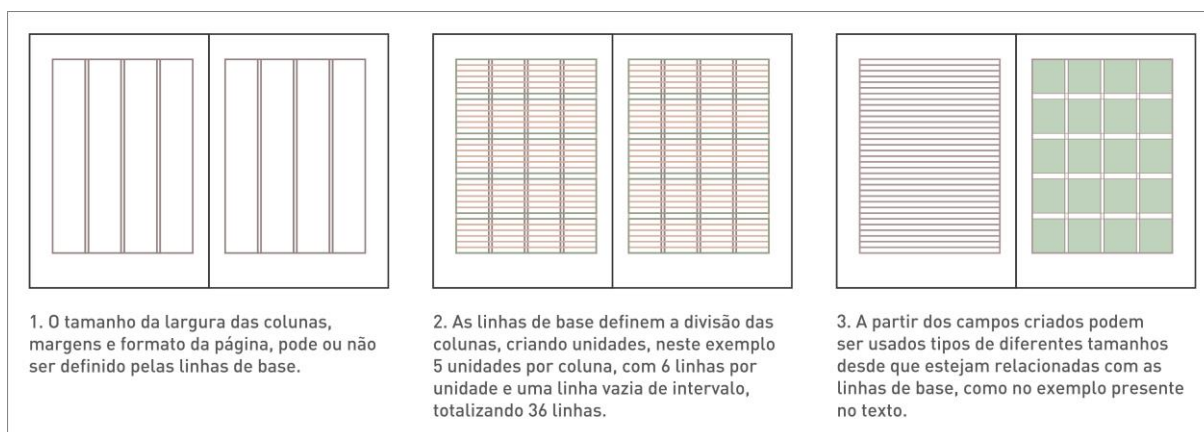 1. O tamanho da largura das colunas,
margens e formato da página, pode ou não
ser definido pelas linhas de base.
2. As linhas de base definem a divisão das
colunas, criando unidades, neste exemplo
5 unidades por coluna, com 6 linhas por
unidade e uma linha vazia de intervalo,
totalizando 36 linhas.
3. A partir dos campos criados podem
ser usados tipos de diferentes tamanhos
desde que estejam relacionadas com as
linhas de base, como no exemplo presente
no texto.